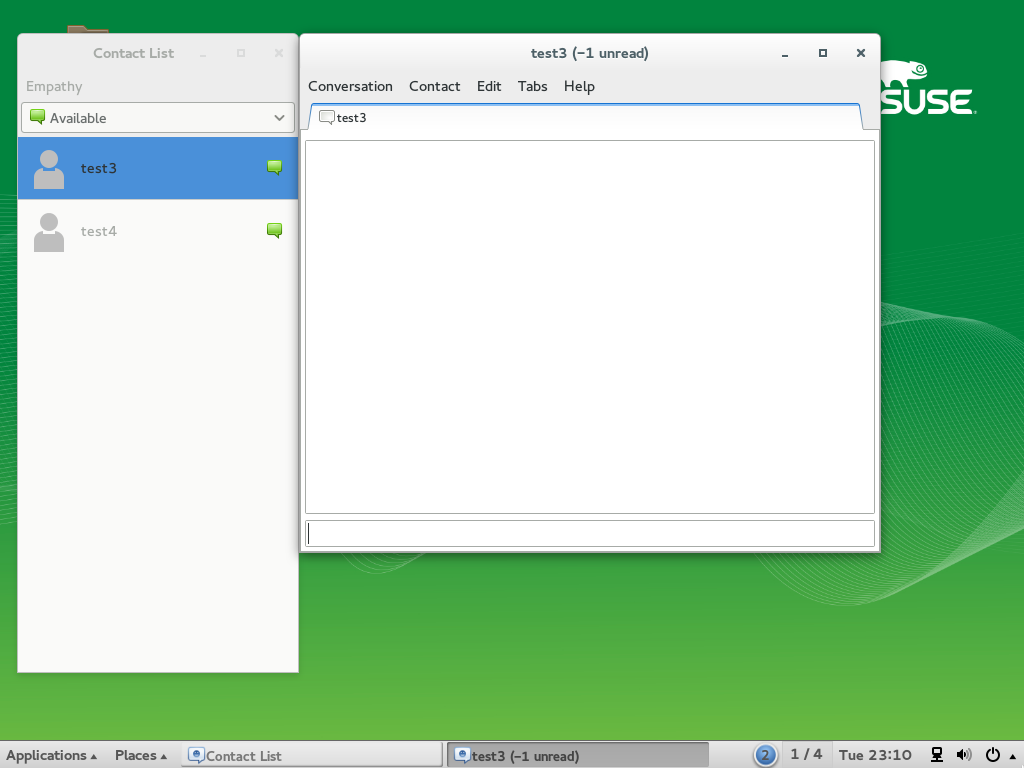 Contact List
Empathy
Available
test3
test4
test3 (−1 unread)
Conversation Contact Edit Tabs Help
test3
SUSE
Applications Places Contact List test3 (−1 unread) 2 1 / 4 Tue 23:10